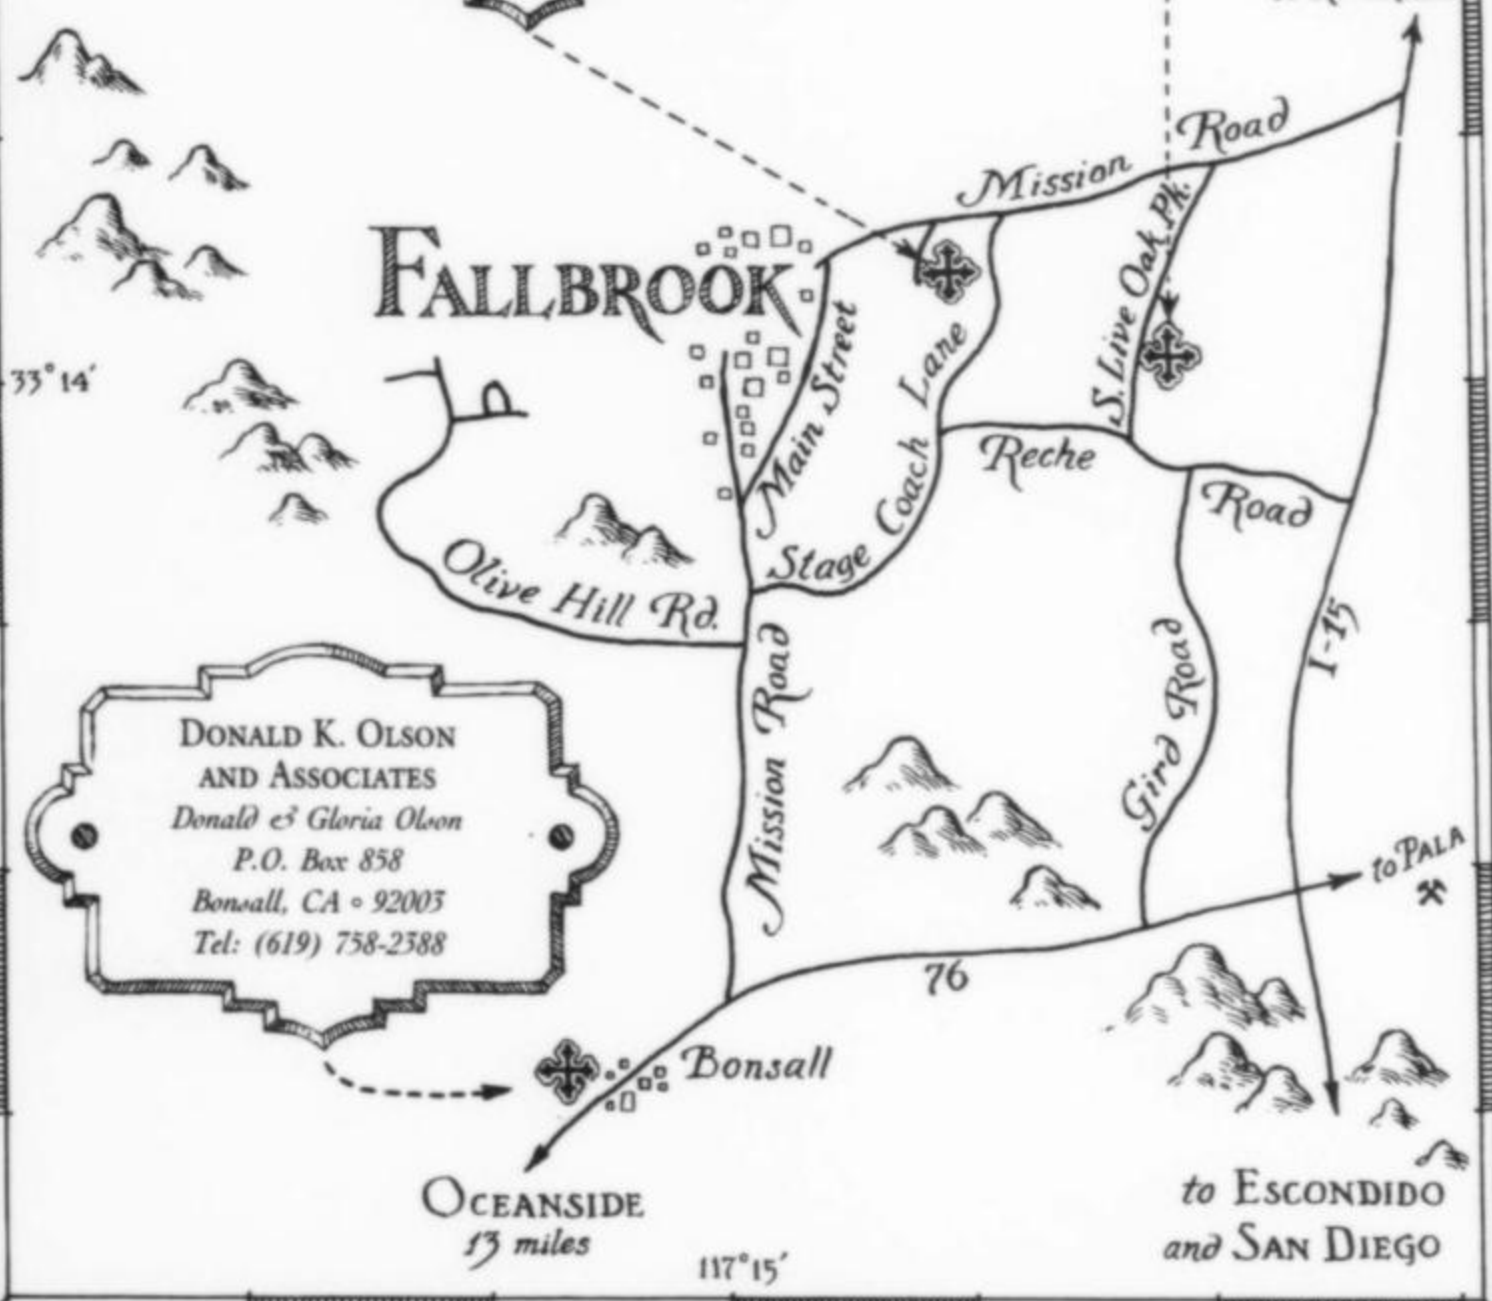 Mission Road
FALLBROOK
33°14′
Main Street
Stage Coach Lane
S. Live Oak Pk.
Reche Road
Olive Hill Rd.
Mission Road
Gird Road
I-15
DONALD K. OLSON
AND ASSOCIATES
Donald & Gloria Olson
P.O. Box 858
Bonsall, CA ∘ 92003
Tel: (619) 758-2388
to PALA
76
Bonsall
OCEANSIDE
13 miles
to ESCONDIDO
and SAN DIEGO
117°15′